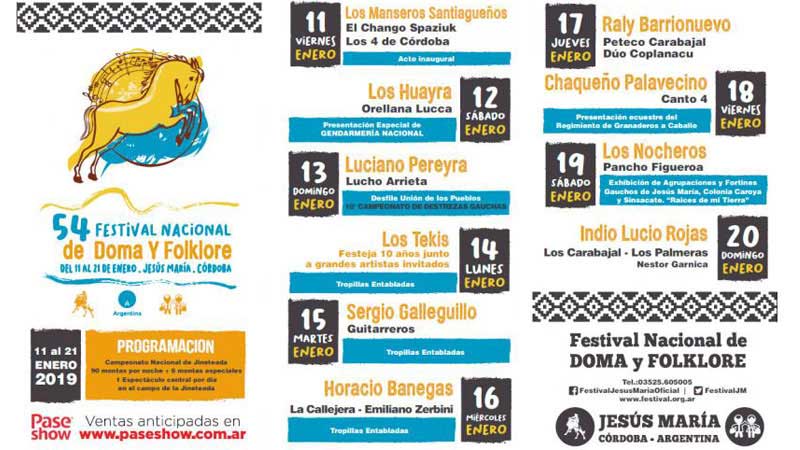 54 FESTIVAL NACIONAL
de Doma Y Folklore
DEL 11 AL 21 DE ENERO . JESÚS MARÍA . CÓRDOBA
Argentina
11 al 21
ENERO
2019
PROGRAMACION
Campeonato Nacional de Jineteada
90 montas por noche + 6 montas especiales
1 Espectáculo central por día
en el campo de la Jineteada
Pase
show
Ventas anticipadas en
www.paseshow.com.ar
11
VIERNES
ENERO
Los Manseros Santiagueños
El Chango Spaziuk
Los 4 de Córdoba
Acto inaugural
Los Huayra
Orellana Lucca
Presentación Especial de
GENDARMERÍA NACIONAL
12
SÁBADO
ENERO
13
DOMINGO
ENERO
Luciano Pereyra
Lucho Arrieta
Desfile Unión de los Pueblos
10º CAMPEONATO DE DESTREZAS GAUCHAS
Los Tekis
Festeja 10 años junto
a grandes artistas invitados
Tropillas Entabladas
14
LUNES
ENERO
15
MARTES
ENERO
Sergio Galleguillo
Guitarreros
Tropillas Entabladas
Horacio Banegas
La Callejera - Emiliano Zerbini
Tropillas Entabladas
16
MIÉRCOLES
ENERO
17
JUEVES
ENERO
Raly Barrionuevo
Peteco Carabajal
Dúo Coplanacu
Chaqueño Palavecino
Canto 4
Presentación ecuestre del
Regimiento de Granaderos a Caballo
18
VIERNES
ENERO
19
SÁBADO
ENERO
Los Nocheros
Pancho Figueroa
Exhibición de Agrupaciones y Fortines
Gauchos de Jesús María, Colonia Caroya
y Sinsacate. "Raíces de mi Tierra"
Indio Lucio Rojas
Los Carabajal - Los Palmeras
Nestor Garnica
20
DOMINGO
ENERO
Festival Nacional de
DOMA y FOLKLORE
Tel.:03525.605005
FestivalJesusMaríaOficial | FestivalJM
www.festival.org.ar
JESÚS MARÍA
CÓRDOBA - ARGENTINA